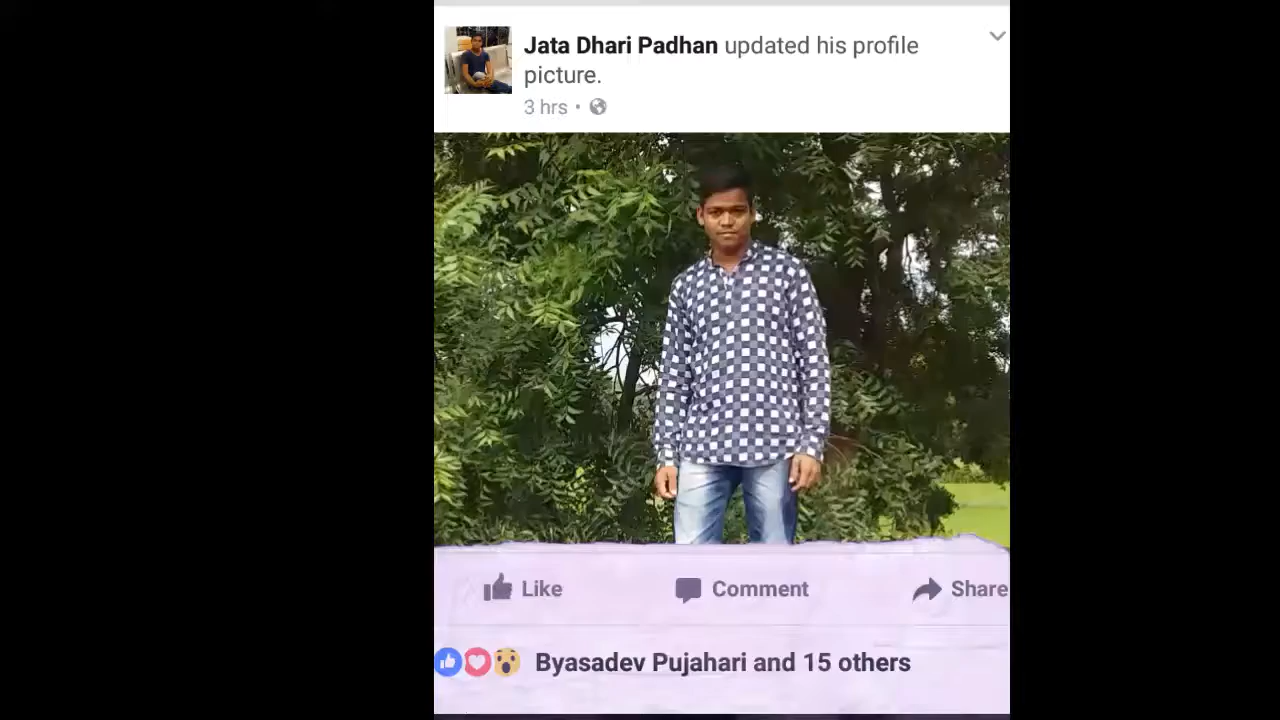 Jata Dhari Padhan updated his profile
picture.
3 hrs •
Like Comment Share
Byasadev Pujahari and 15 others